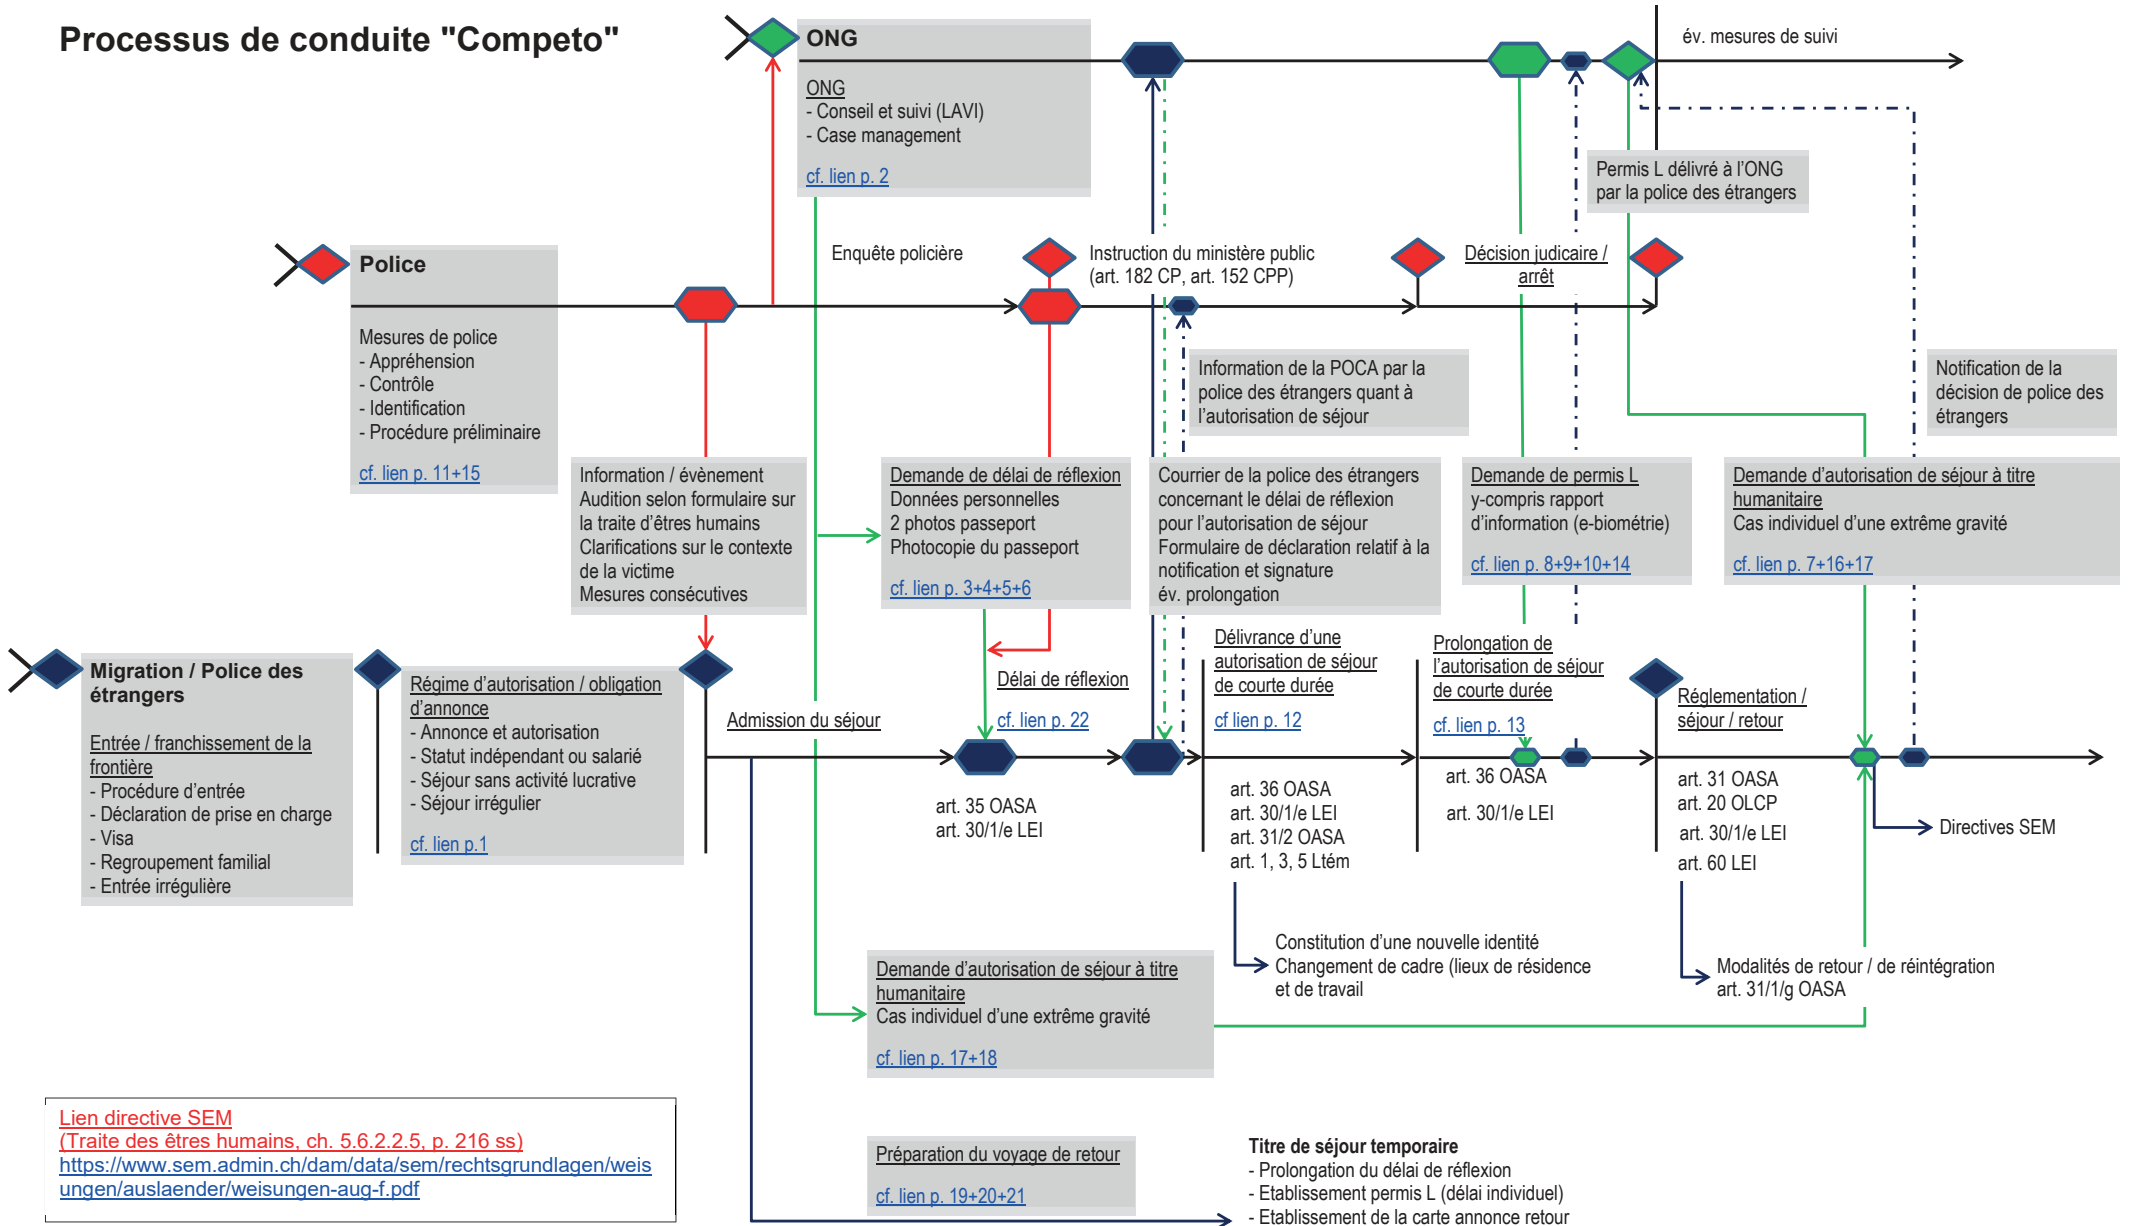 Processus de conduite "Competo"
ONG
ONG
- Conseil et suivi (LAVI)
- Case management
cf. lien p. 2
év. mesures de suivi
Permis L délivré à l'ONG
par la police des étrangers
Police
Mesures de police
- Appréhension
- Contrôle
- Identification
- Procédure préliminaire
cf. lien p. 11+15
Enquête policière
Instruction du ministère public
(art. 182 CP, art. 152 CPP)
Décision judicaire /
arrêt
Information de la POCA par la
police des étrangers quant à
l'autorisation de séjour
Notification de la
décision de police des
étrangers
Information / évènement
Audition selon formulaire sur
la traite d'êtres humains
Clarifications sur le contexte
de la victime
Mesures consécutives
Demande de délai de réflexion
Données personnelles
2 photos passeport
Photocopie du passeport
cf. lien p. 3+4+5+6
Courrier de la police des étrangers
concernant le délai de réflexion
pour l'autorisation de séjour
Formulaire de déclaration relatif à la
notification et signature
év. prolongation
Demande de permis L
y-compris rapport
d'information (e-biométrie)
cf. lien p. 8+9+10+14
Demande d'autorisation de séjour à titre
humanitaire
Cas individuel d'une extrême gravité
cf. lien p. 7+16+17
Migration / Police des
étrangers
Entrée / franchissement de la
frontière
- Procédure d'entrée
- Déclaration de prise en charge
- Visa
- Regroupement familial
- Entrée irrégulière
Régime d'autorisation / obligation
d'annonce
- Annonce et autorisation
- Statut indépendant ou salarié
- Séjour sans activité lucrative
- Séjour irrégulier
cf. lien p.1
Admission du séjour
Délai de réflexion
cf. lien p. 22
art. 35 OASA
art. 30/1/e LEI
Délivrance d'une
autorisation de séjour
de courte durée
cf lien p. 12
art. 36 OASA
art. 30/1/e LEI
art. 31/2 OASA
art. 1, 3, 5 Ltém
Prolongation de
l'autorisation de séjour
de courte durée
cf. lien p. 13
art. 36 OASA
art. 30/1/e LEI
Réglementation /
séjour / retour
art. 31 OASA
art. 20 OLCP
art. 30/1/e LEI
art. 60 LEI
Directives SEM
Constitution d'une nouvelle identité
Changement de cadre (lieux de résidence
et de travail
Modalités de retour / de réintégration
art. 31/1/g OASA
Demande d'autorisation de séjour à titre
humanitaire
Cas individuel d'une extrême gravité
cf. lien p. 17+18
Lien directive SEM
(Traite des êtres humains, ch. 5.6.2.2.5, p. 216 ss)
https://www.sem.admin.ch/dam/data/sem/rechtsgrundlagen/weis
ungen/auslaender/weisungen-aug-f.pdf
Préparation du voyage de retour
cf. lien p. 19+20+21
Titre de séjour temporaire
- Prolongation du délai de réflexion
- Etablissement permis L (délai individuel)
- Etablissement de la carte annonce retour